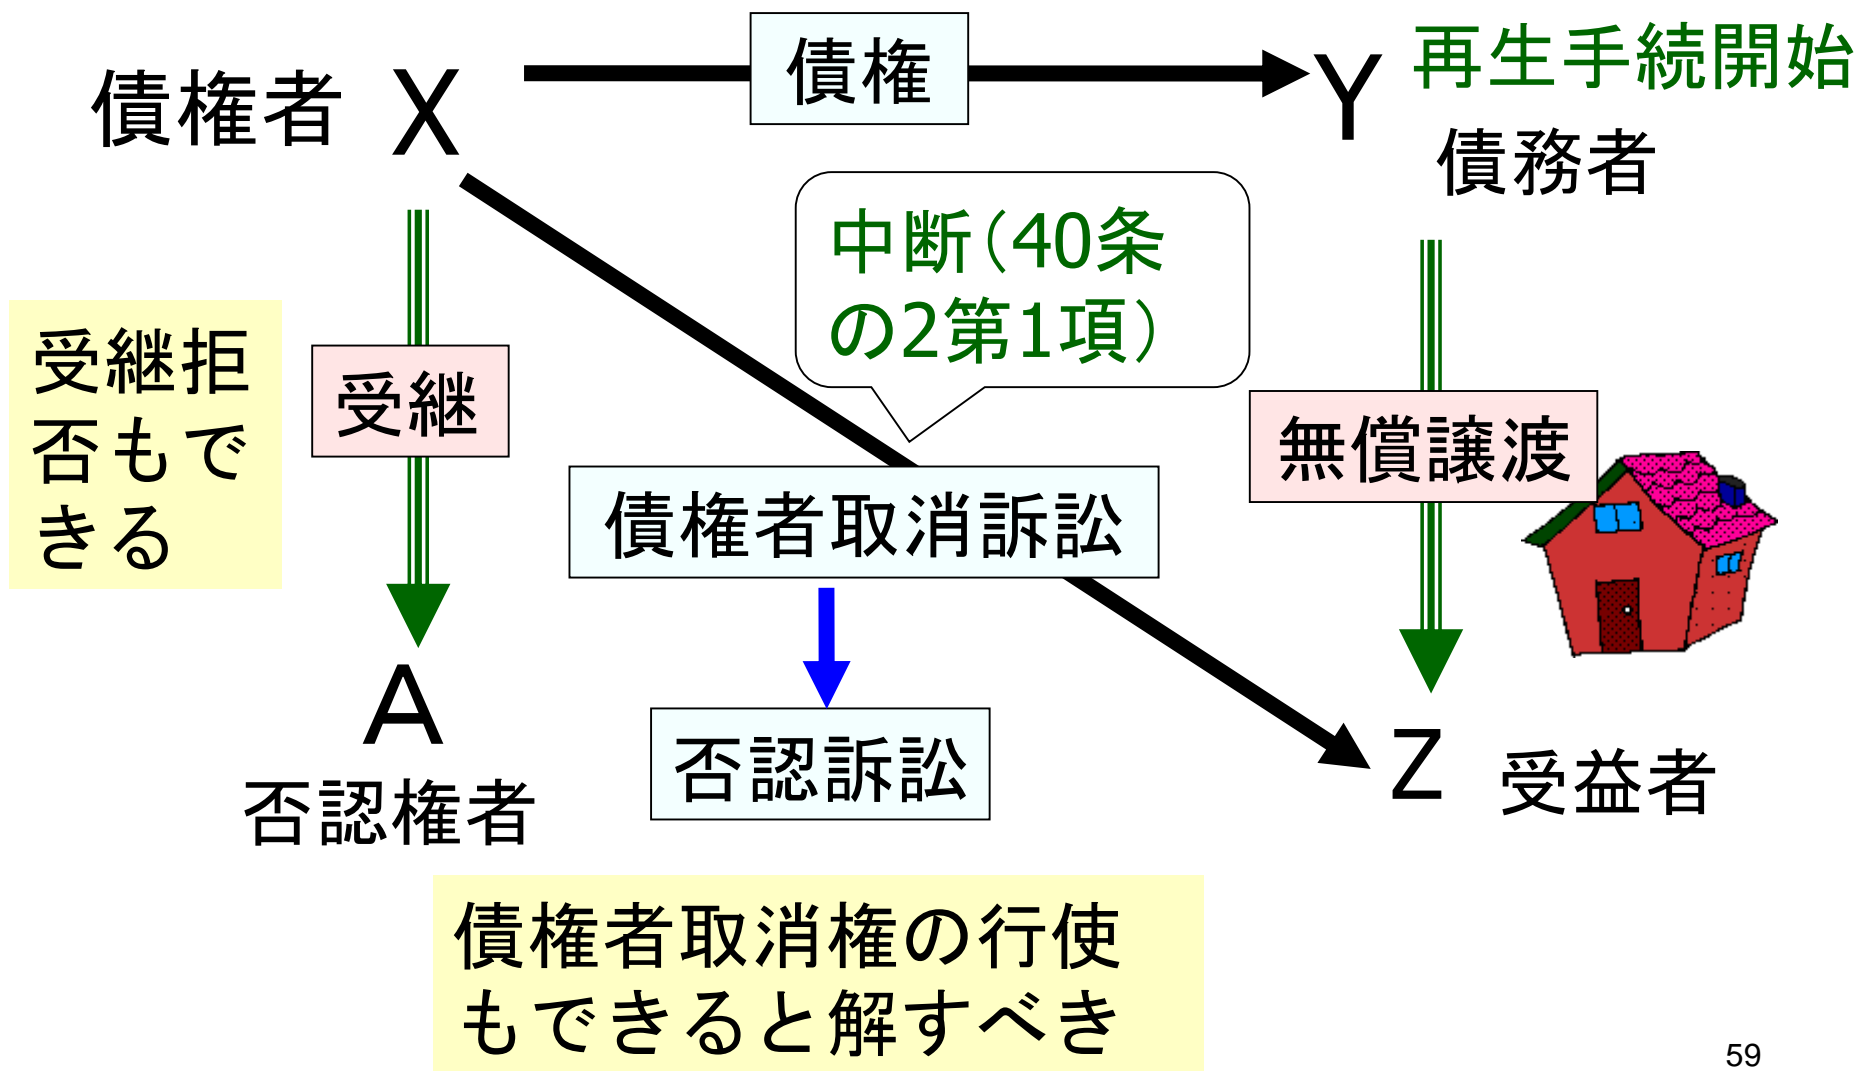 債権者 X
債権
Y
再生手続開始
債務者
中断(40条
の2第1項)
受継拒
否もで
きる
受継
無償譲渡
債権者取消訴訟
A
否認権者
否認訴訟
Z 受益者
債権者取消権の行使
もできると解すべき
59